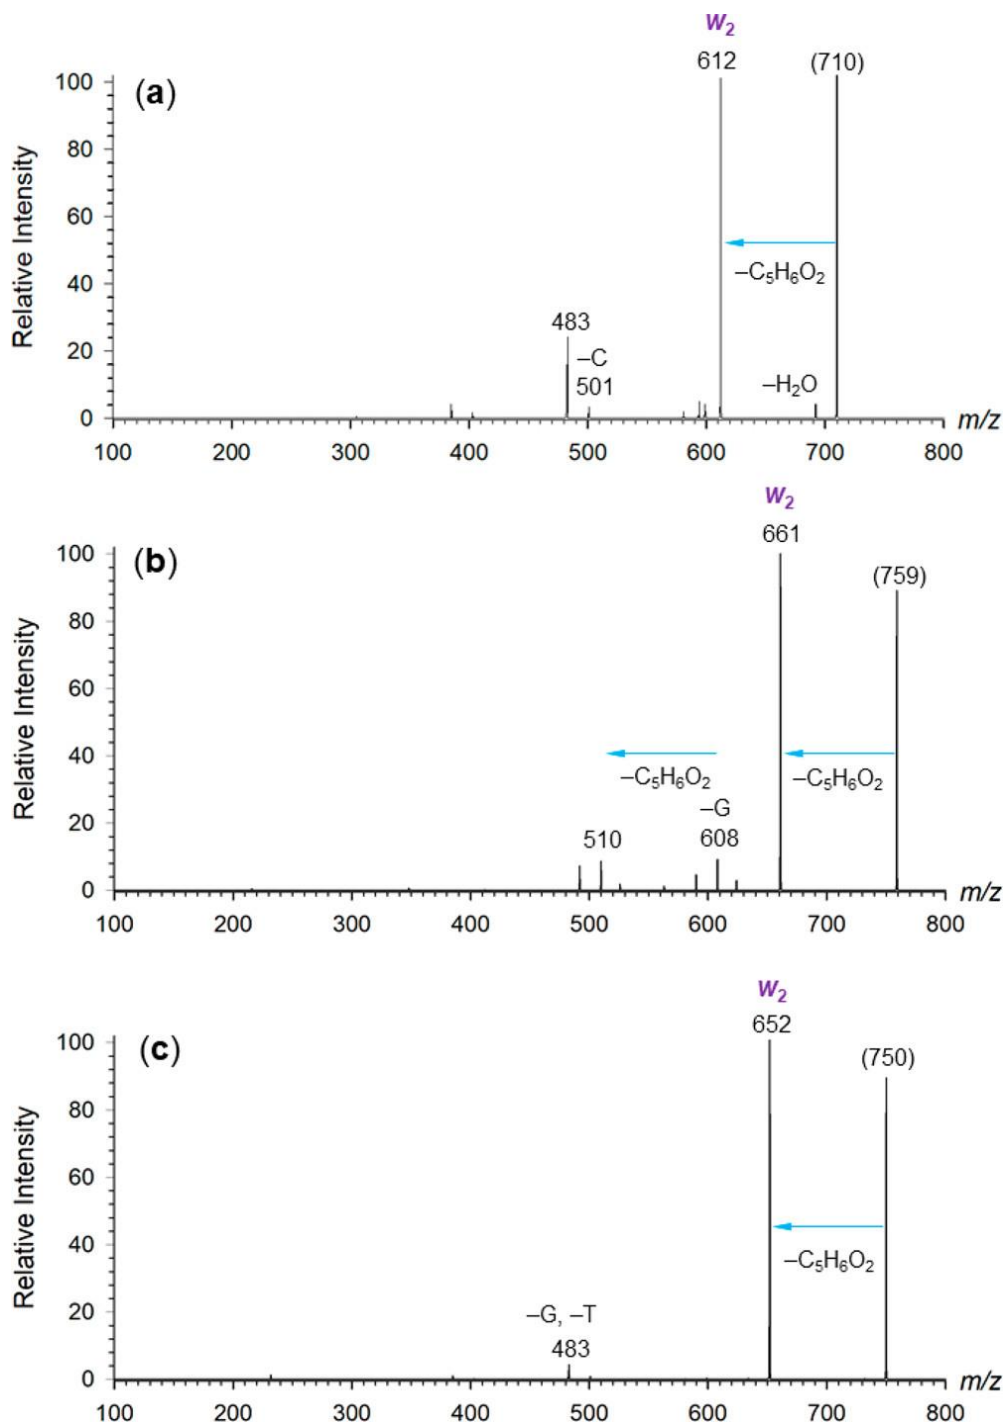 W₂
612
(710)
(a)
100
80
60
40
20
0
Relative Intensity
–C₅H₆O₂
483
–C
501
–H₂O
100
200
300
400
500
600
700
800
m/z
W₂
661
(759)
(b)
100
80
60
40
20
0
Relative Intensity
–C₅H₆O₂
–C₅H₆O₂
–G
510
608
100
200
300
400
500
600
700
800
m/z
W₂
652
(750)
(c)
100
80
60
40
20
0
Relative Intensity
–C₅H₆O₂
–G, –T
483
100
200
300
400
500
600
700
800
m/z